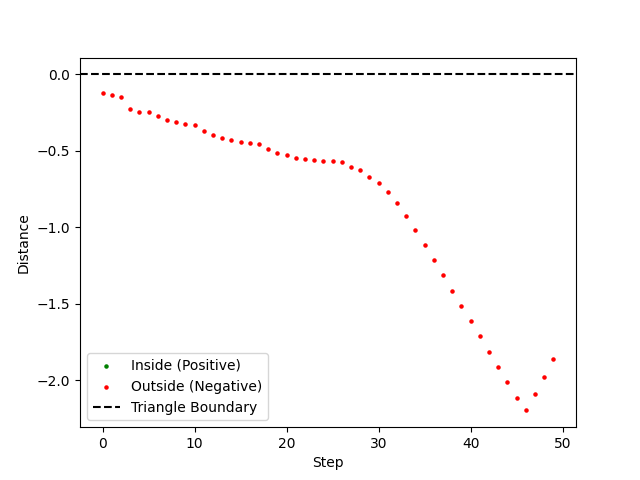 0.0
−0.5
−1.0
−1.5
−2.0
Distance
Inside (Positive)
Outside (Negative)
Triangle Boundary
0 10 20 30 40 50
Step